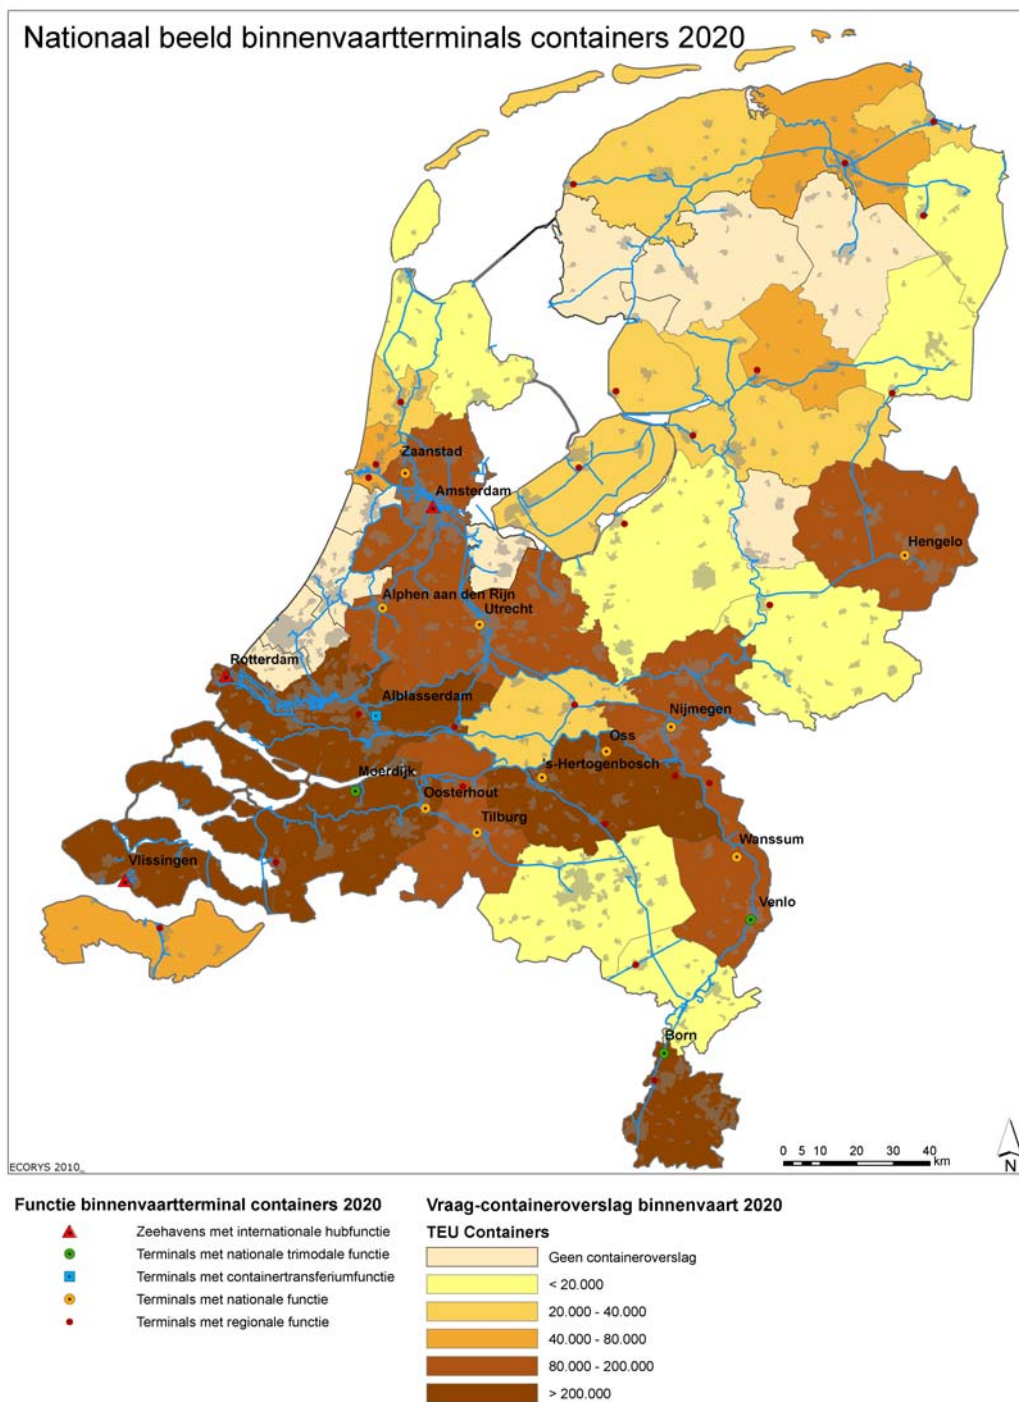 Nationaal beeld binnenvaartterminals containers 2020
Zaanstad
Amsterdam
Hengelo
Alphen aan den Rijn
Utrecht
Rotterdam
Alblasserdam
Nijmegen
Oss
's-Hertogenbosch
Moerdijk
Oosterhout
Tilburg
Wanssum
Vlissingen
Venlo
Born
0 5 10 20 30 40
km
N
ECORYS 2010_
Functie binnenvaartterminal containers 2020
Zeehavens met internationale hubfunctie
Terminals met nationale trimodale functie
Terminals met containertransferiumfunctie
Terminals met nationale functie
Terminals met regionale functie
Vraag-containeroverslag binnenvaart 2020
TEU Containers
Geen containeroverslag
< 20.000
20.000 - 40.000
40.000 - 80.000
80.000 - 200.000
> 200.000